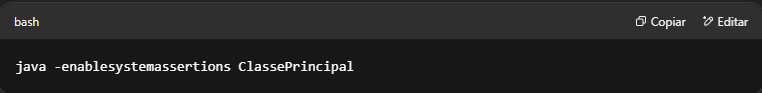 bash
Copiar
Editar
java -enablesystemassertions ClassePrincipal